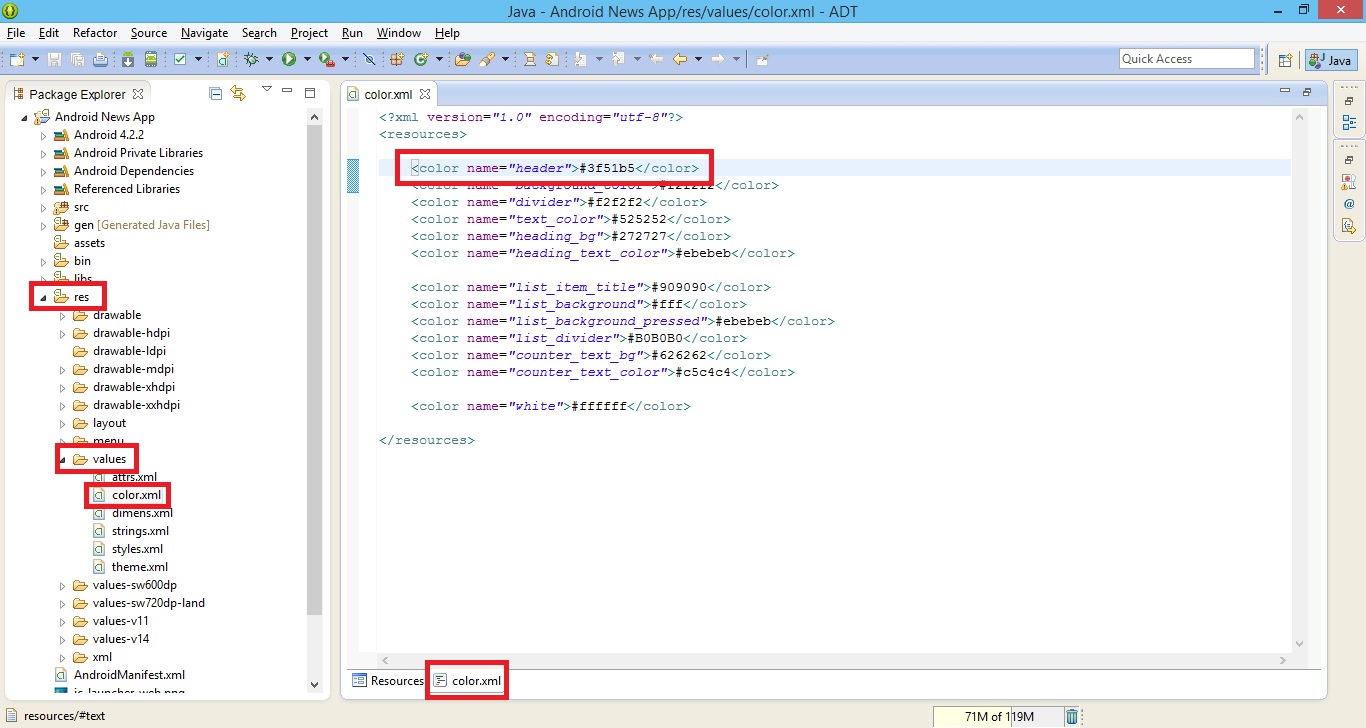 Java - Android News App/res/values/color.xml - ADT
File Edit Refactor Source Navigate Search Project Run Window Help
Quick Access
Java
Package Explorer
Android News App
Android 4.2.2
Android Private Libraries
Android Dependencies
Referenced Libraries
src
gen [Generated Java Files]
assets
bin
libs
res
drawable
drawable-hdpi
drawable-ldpi
drawable-mdpi
drawable-xhdpi
drawable-xxhdpi
layout
menu
values
attrs.xml
color.xml
dimens.xml
strings.xml
styles.xml
theme.xml
values-sw600dp
values-sw720dp-land
values-v11
values-v14
xml
AndroidManifest.xml
ic_launcher-web.png
color.xml
<?xml version="1.0" encoding="utf-8"?>
<resources>
<color name="header">#3f51b5</color>
<color name="background_color">#f2f2f2</color>
<color name="divider">#f2f2f2</color>
<color name="text_color">#525252</color>
<color name="heading_bg">#272727</color>
<color name="heading_text_color">#ebebeb</color>
<color name="list_item_title">#909090</color>
<color name="list_background">#fff</color>
<color name="list_background_pressed">#ebebeb</color>
<color name="list_divider">#B0B0B0</color>
<color name="counter_text_bg">#626262</color>
<color name="counter_text_color">#c5c4c4</color>
<color name="white">#ffffff</color>
</resources>
Resources color.xml
resources/#text
71M of 119M